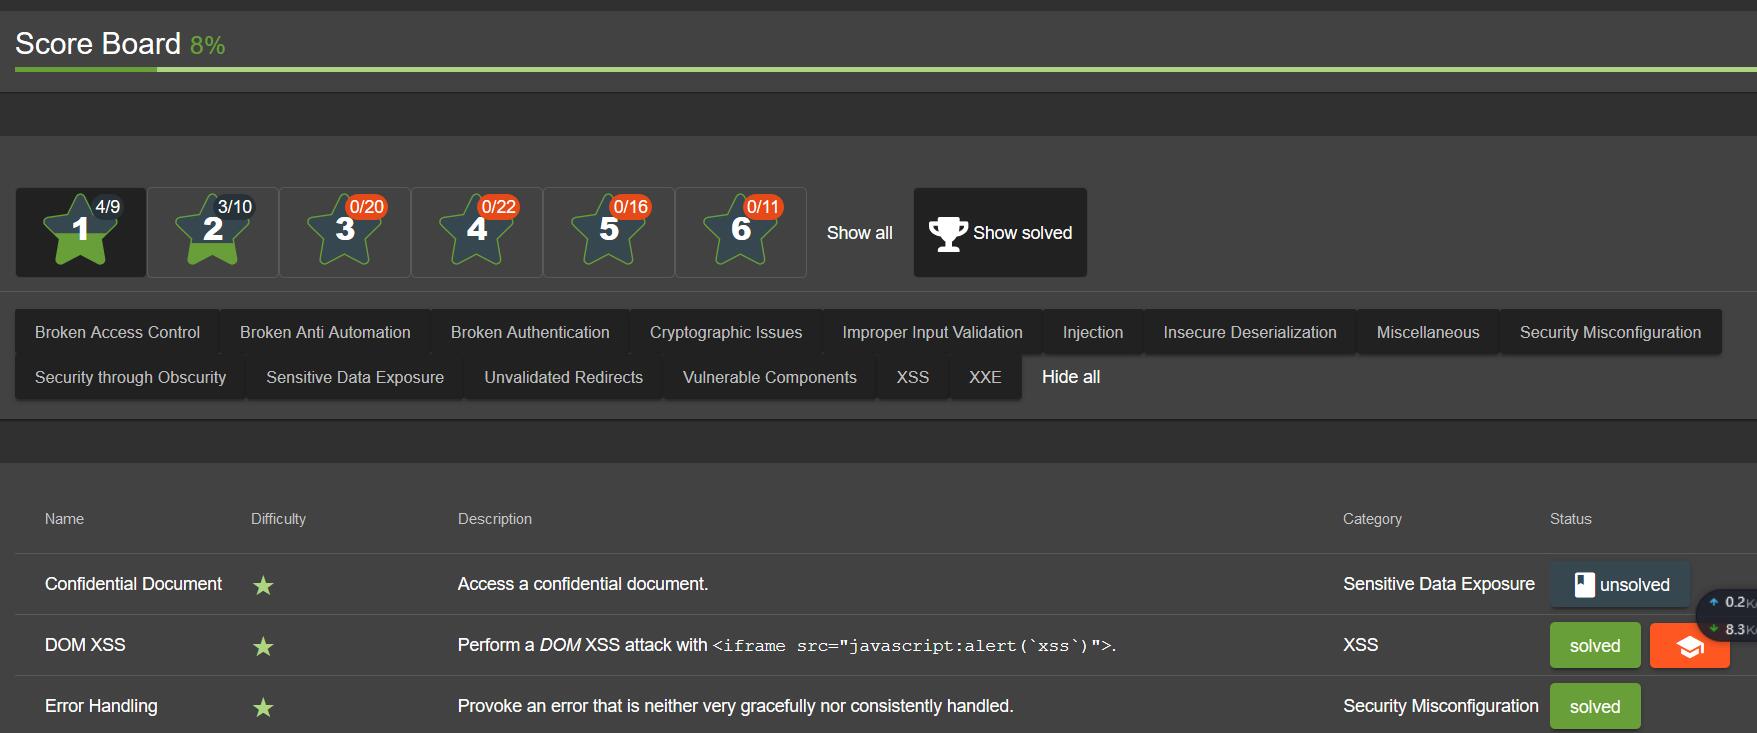 Score Board 8%
1 4/9 2 3/10 3 0/20 4 0/22 5 0/16 6 0/11 Show all Show solved
Broken Access Control Broken Anti Automation Broken Authentication Cryptographic Issues Improper Input Validation Injection Insecure Deserialization Miscellaneous Security Misconfiguration
Security through Obscurity Sensitive Data Exposure Unvalidated Redirects Vulnerable Components XSS XXE Hide all
Name Difficulty Description Category Status
Confidential Document Access a confidential document. Sensitive Data Exposure unsolved
0.2K
DOM XSS Perform a DOM XSS attack with <iframe src="javascript:alert(`xss`)">. XSS solved
8.3K
Error Handling Provoke an error that is neither very gracefully nor consistently handled. Security Misconfiguration solved